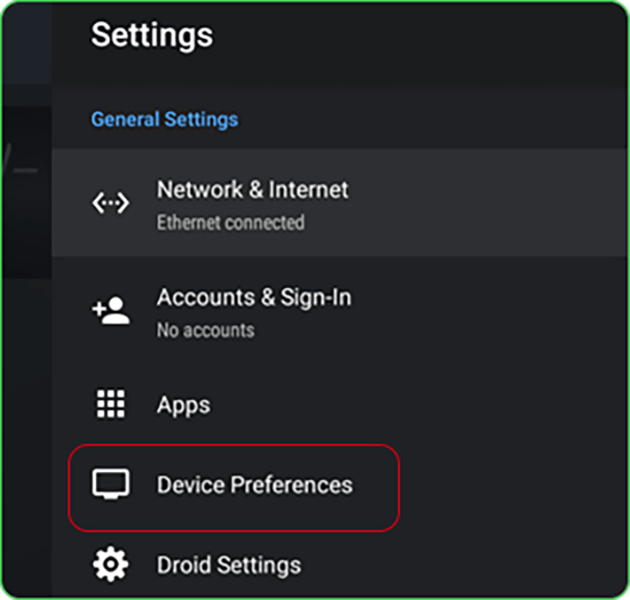 Settings
General Settings
Network & Internet
Ethernet connected
Accounts & Sign-In
No accounts
Apps
Device Preferences
Droid Settings